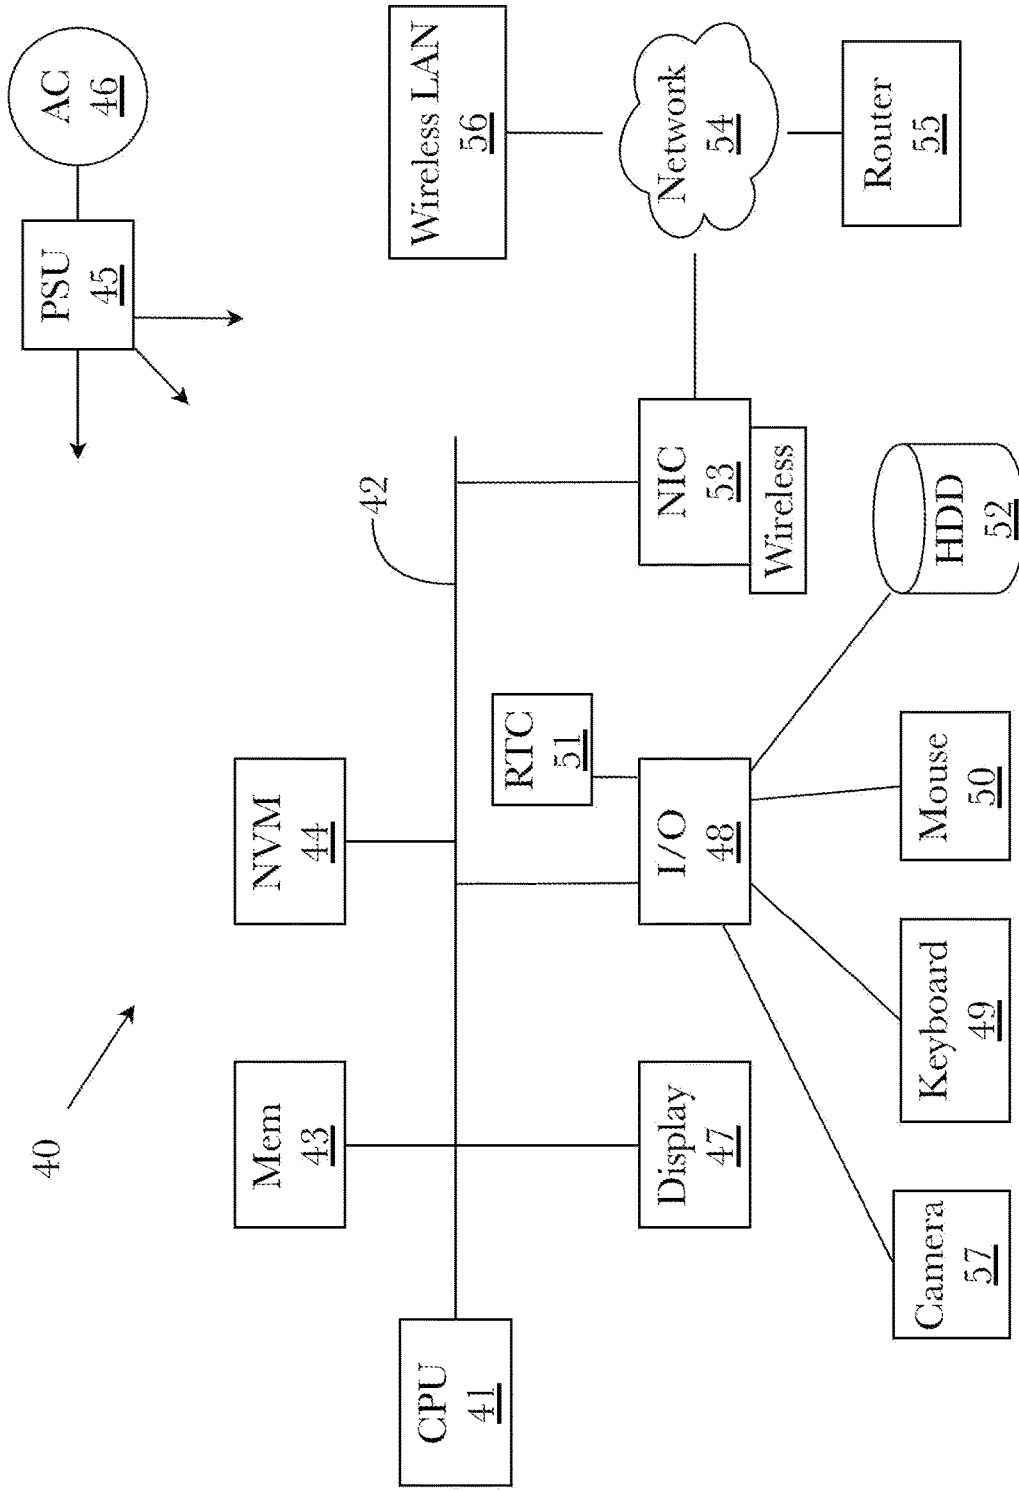 40
AC
46
PSU
45
Mem
43
NVM
44
42
Wireless LAN
56
CPU
41
RTC
51
Network
54
Display
47
I/O
48
NIC
53
Wireless
Router
55
Camera
57
Keyboard
49
Mouse
50
HDD
52